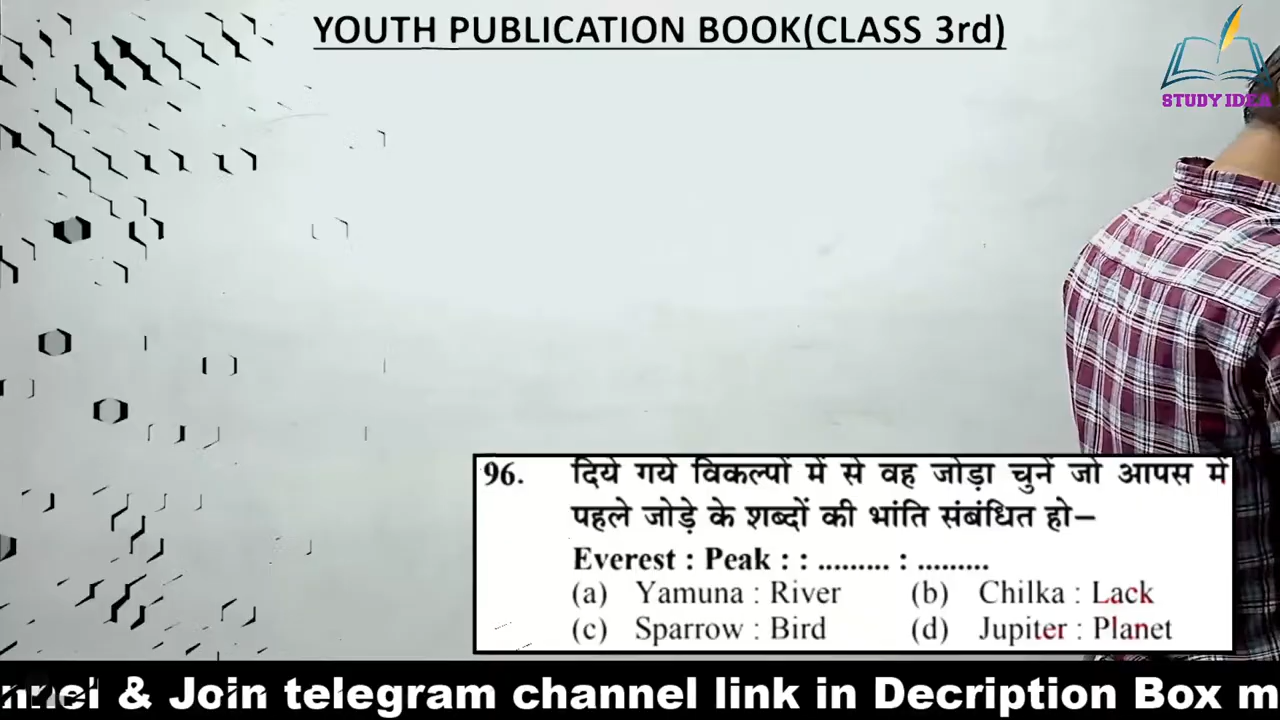 YOUTH PUBLICATION BOOK(CLASS 3rd)
STUDY IDEA
96. दिये गये विकल्पों में से वह जोड़ा चुनें जो आपस में
पहले जोड़े के शब्दों की भांति संबंधित हो–
Everest : Peak : : ......... : .........
(a) Yamuna : River (b) Chilka : Lack
(c) Sparrow : Bird (d) Jupiter : Planet
& Join telegram channel link in Decription Box